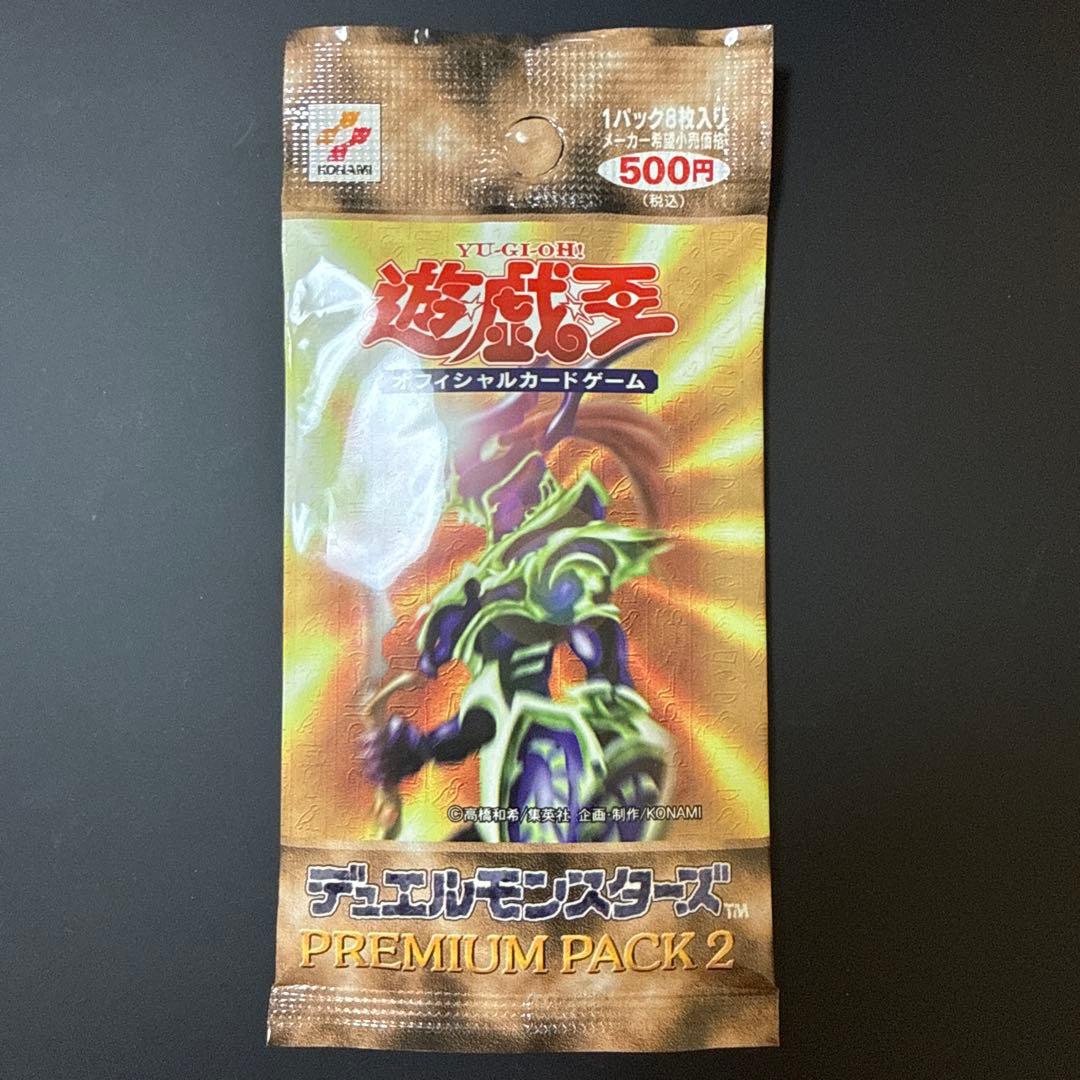 KONAMI
1パック8枚入り
メーカー希望小売価格
500円
(税込)
YU-GI-OH!
遊☆戯☆王
オフィシャルカードゲーム
©高橋和希/集英社 企画・制作/KONAMI
デュエルモンスターズ™
PREMIUM PACK 2